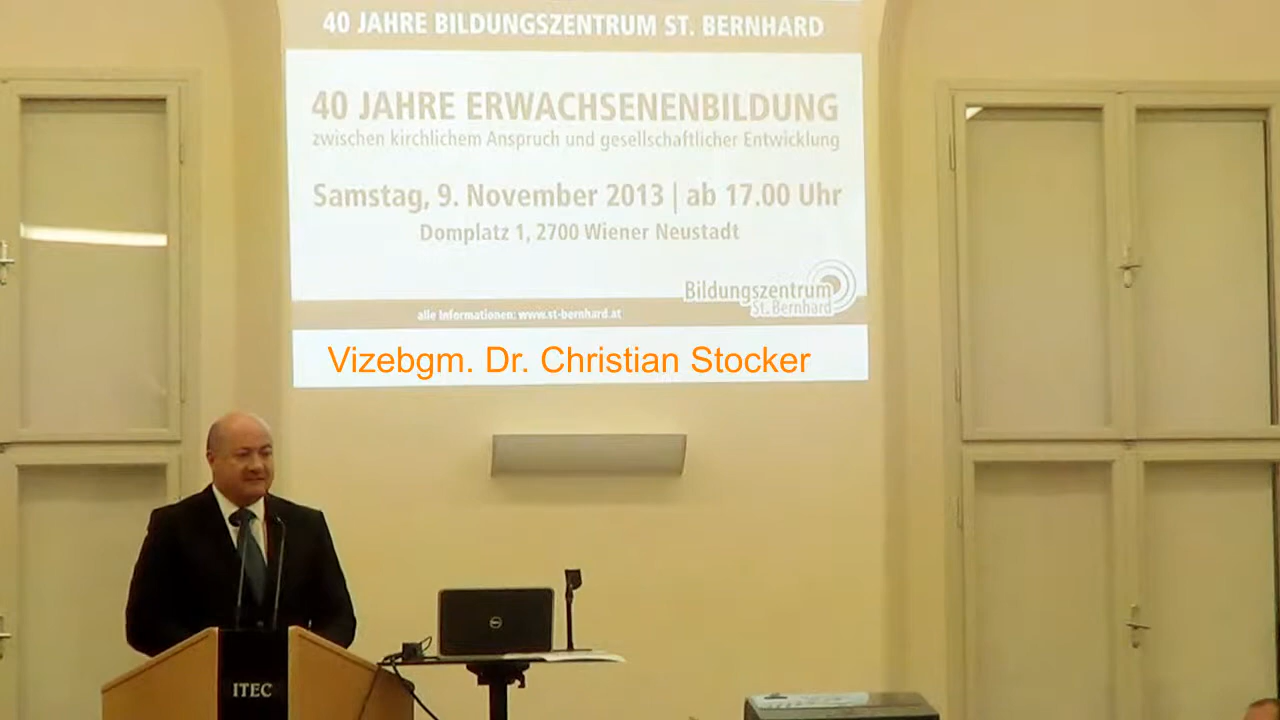 40 JAHRE BILDUNGSZENTRUM ST. BERNHARD
40 JAHRE ERWACHSENENBILDUNG
zwischen kirchlichem Anspruch und gesellschaftlicher Entwicklung
Samstag, 9. November 2013 | ab 17.00 Uhr
Domplatz 1, 2700 Wiener Neustadt
Bildungszentrum
St. Bernhard
alle Informationen: www.st-bernhard.at
Vizebgm. Dr. Christian Stocker
DELL
ITEC